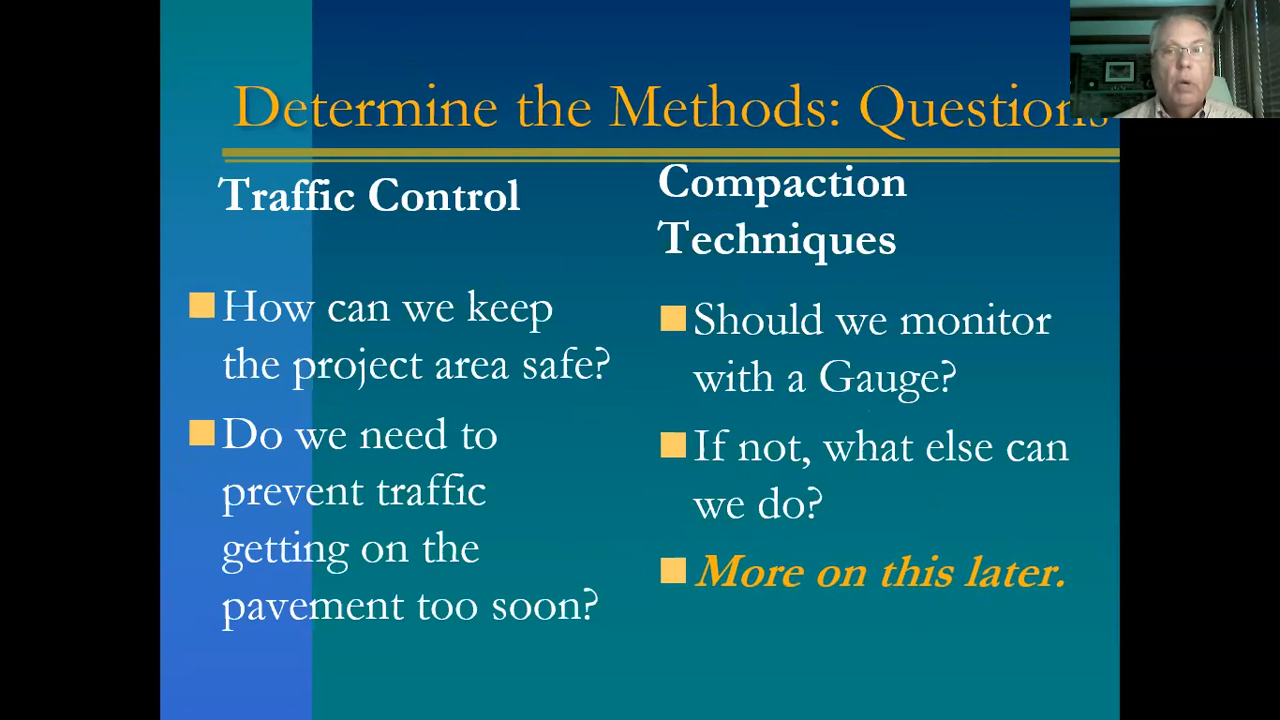 Determine the Methods: Questions
Traffic Control
How can we keep
the project area safe?
Do we need to
prevent traffic
getting on the
pavement too soon?
Compaction
Techniques
Should we monitor
with a Gauge?
If not, what else can
we do?
More on this later.